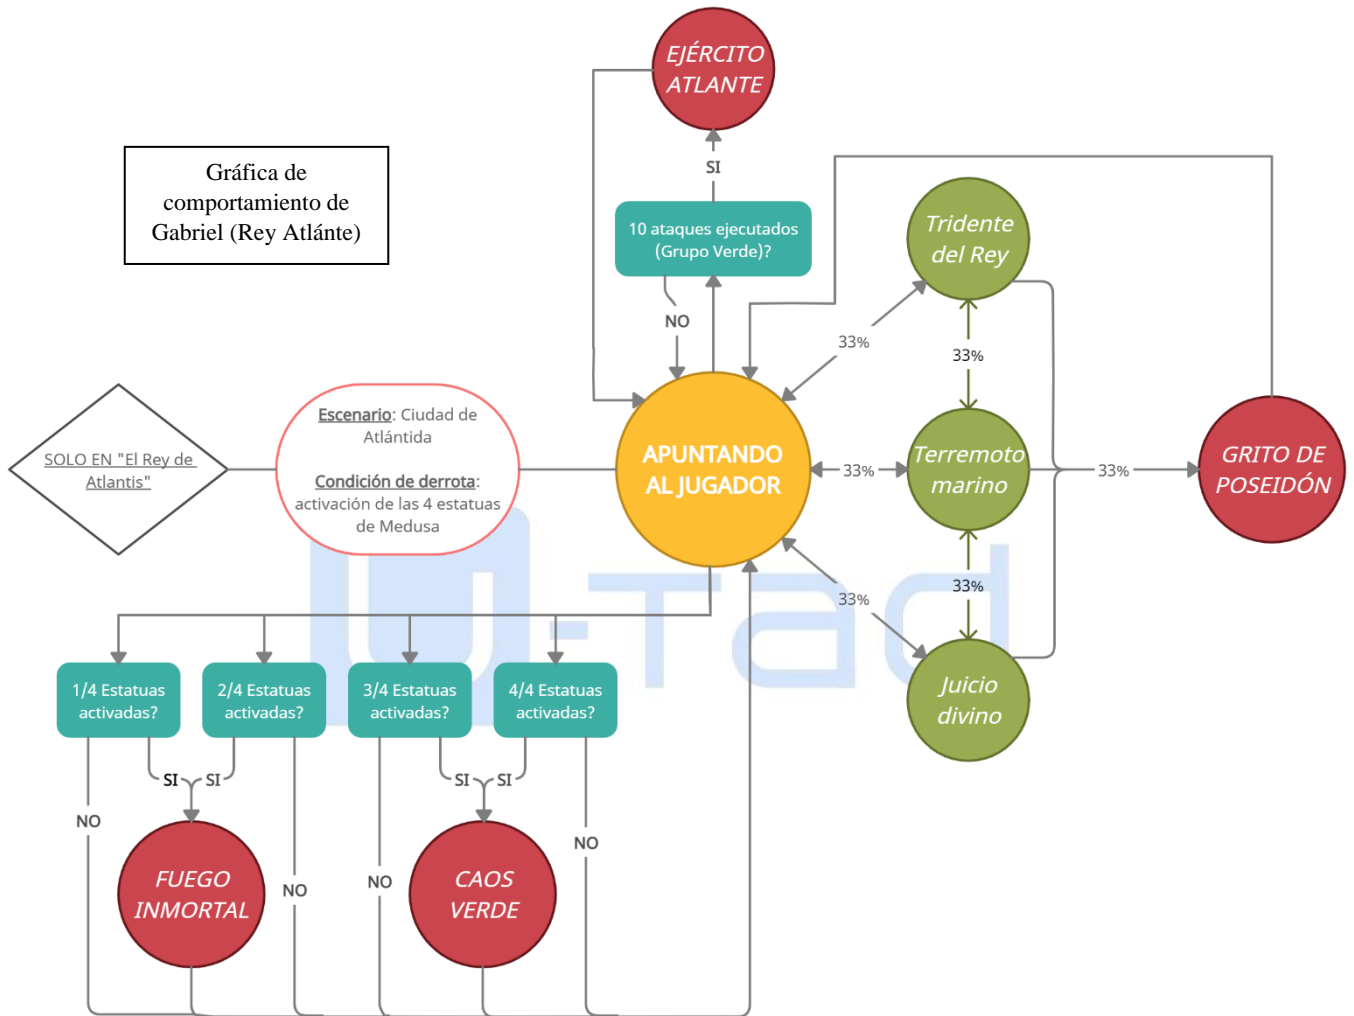 EJÉRCITO
ATLANTE
Gráfica de
comportamiento de
Gabriel (Rey Atlánte)
SI
10 ataques ejecutados
(Grupo Verde)?
NO
Tridente
del Rey
33%
33%
SOLO EN "El Rey de
Atlantis"
Escenario: Ciudad de
Atlántida
Condición de derrota:
activación de las 4 estatuas
de Medusa
APUNTANDO
AL JUGADOR
33%
Terremoto
marino
33%
GRITO DE
POSEIDÓN
33%
33%
Juicio
divino
U-Tad
1/4 Estatuas
activadas?
2/4 Estatuas
activadas?
3/4 Estatuas
activadas?
4/4 Estatuas
activadas?
SI
SI
SI
SI
NO
NO
NO
NO
FUEGO
INMORTAL
CAOS
VERDE